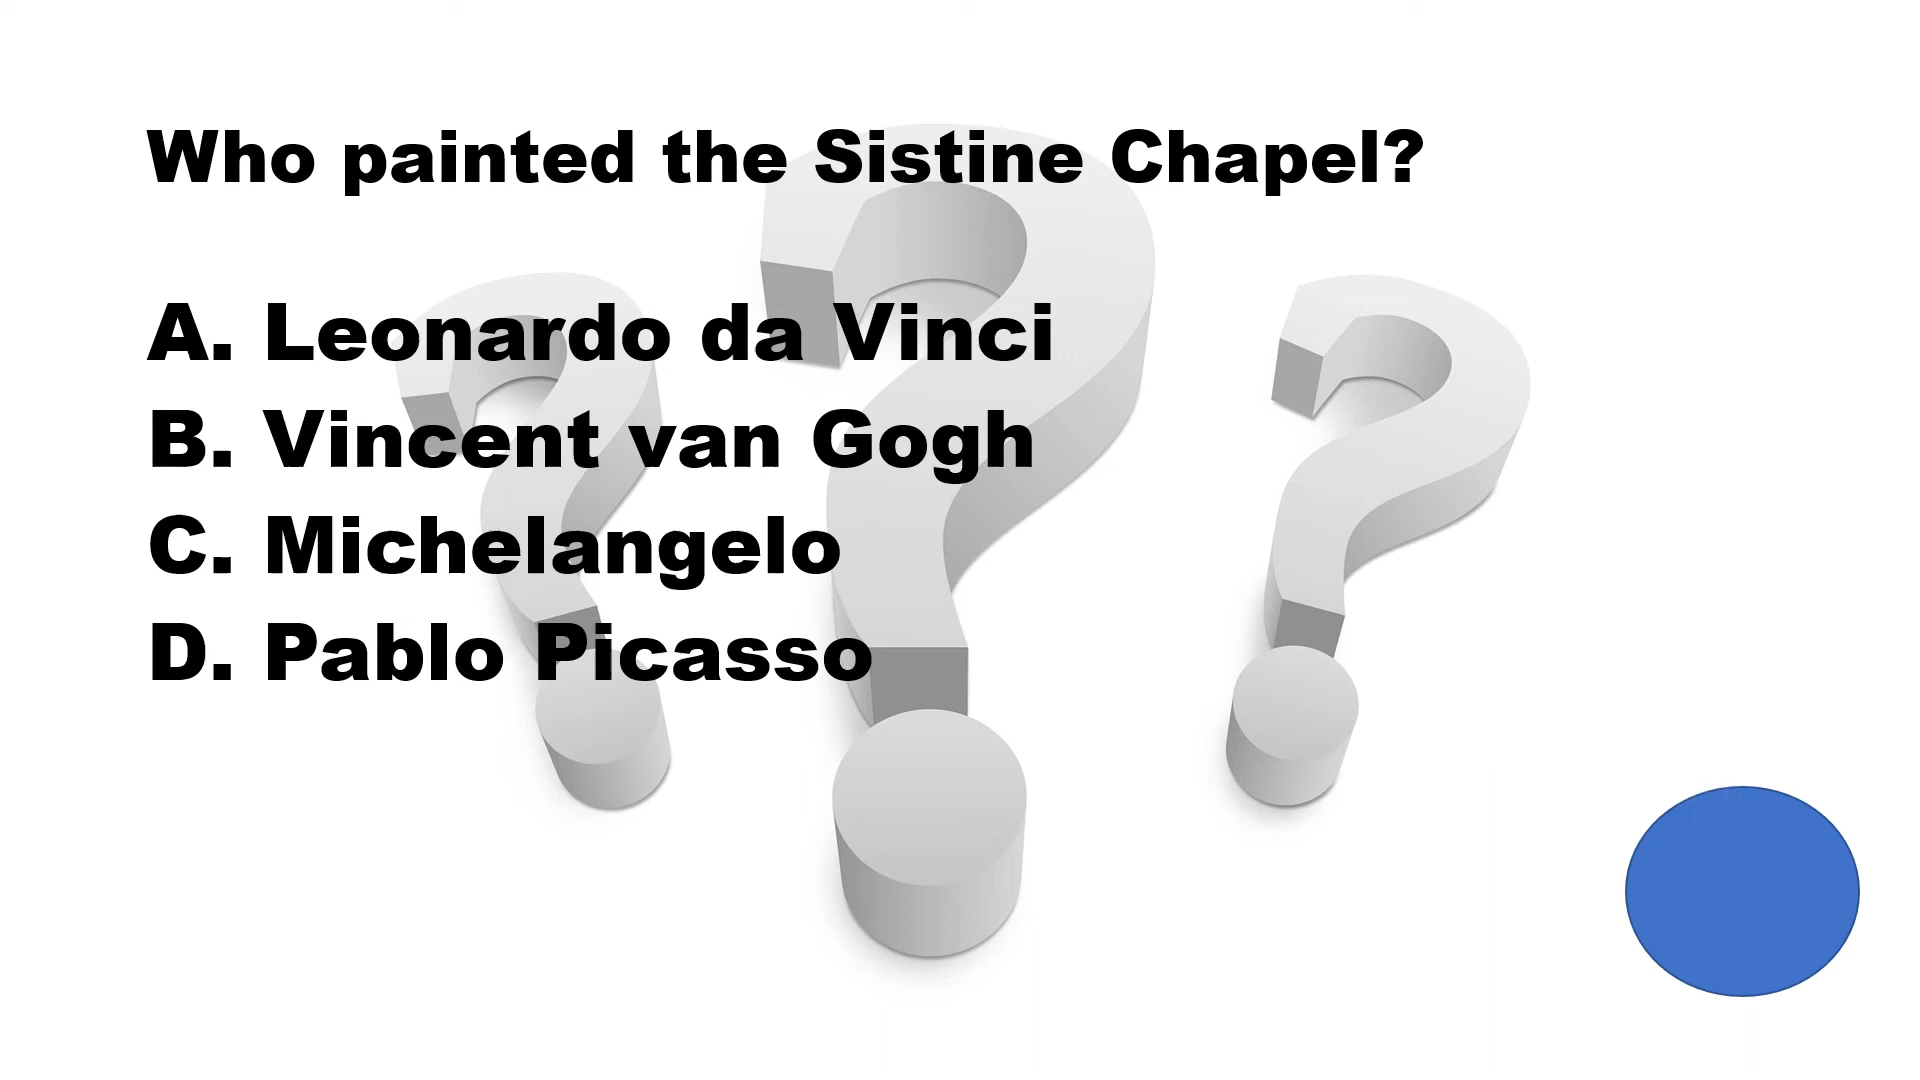 Who painted the Sistine Chapel?
A. Leonardo da Vinci
B. Vincent van Gogh
C. Michelangelo
D. Pablo Picasso